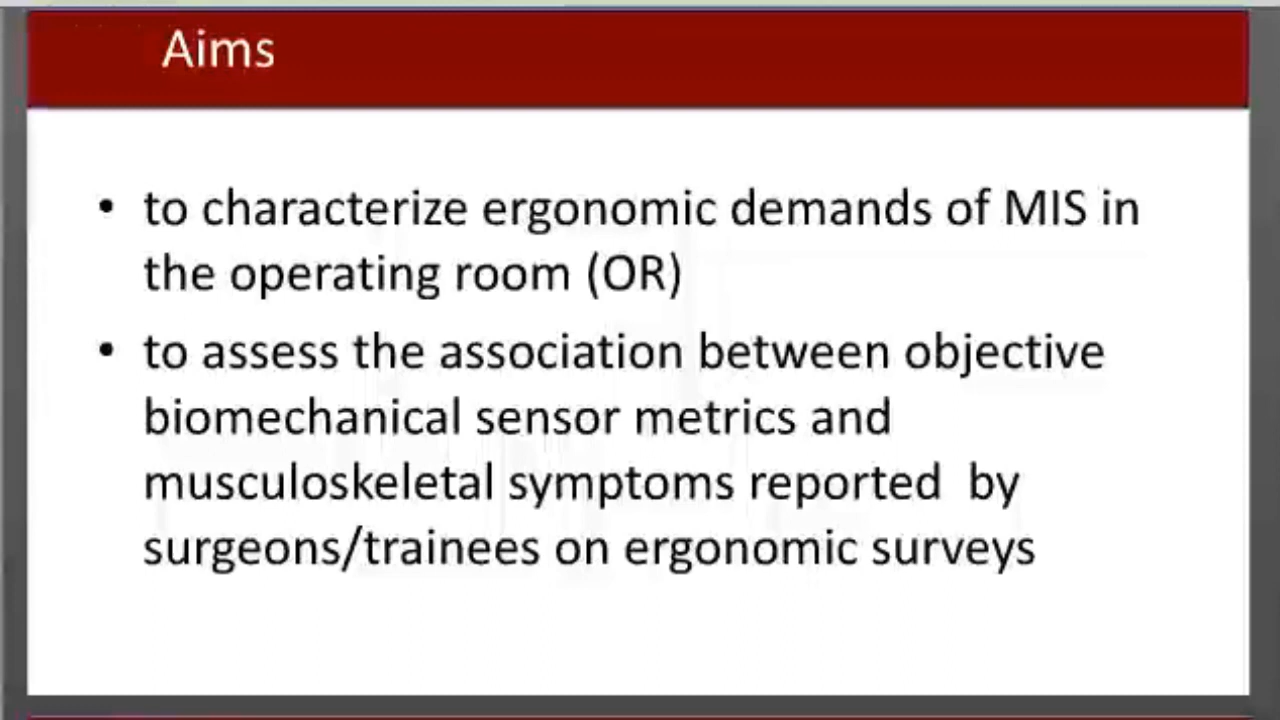 Aims
• to characterize ergonomic demands of MIS in
the operating room (OR)
• to assess the association between objective
biomechanical sensor metrics and
musculoskeletal symptoms reported  by
surgeons/trainees on ergonomic surveys